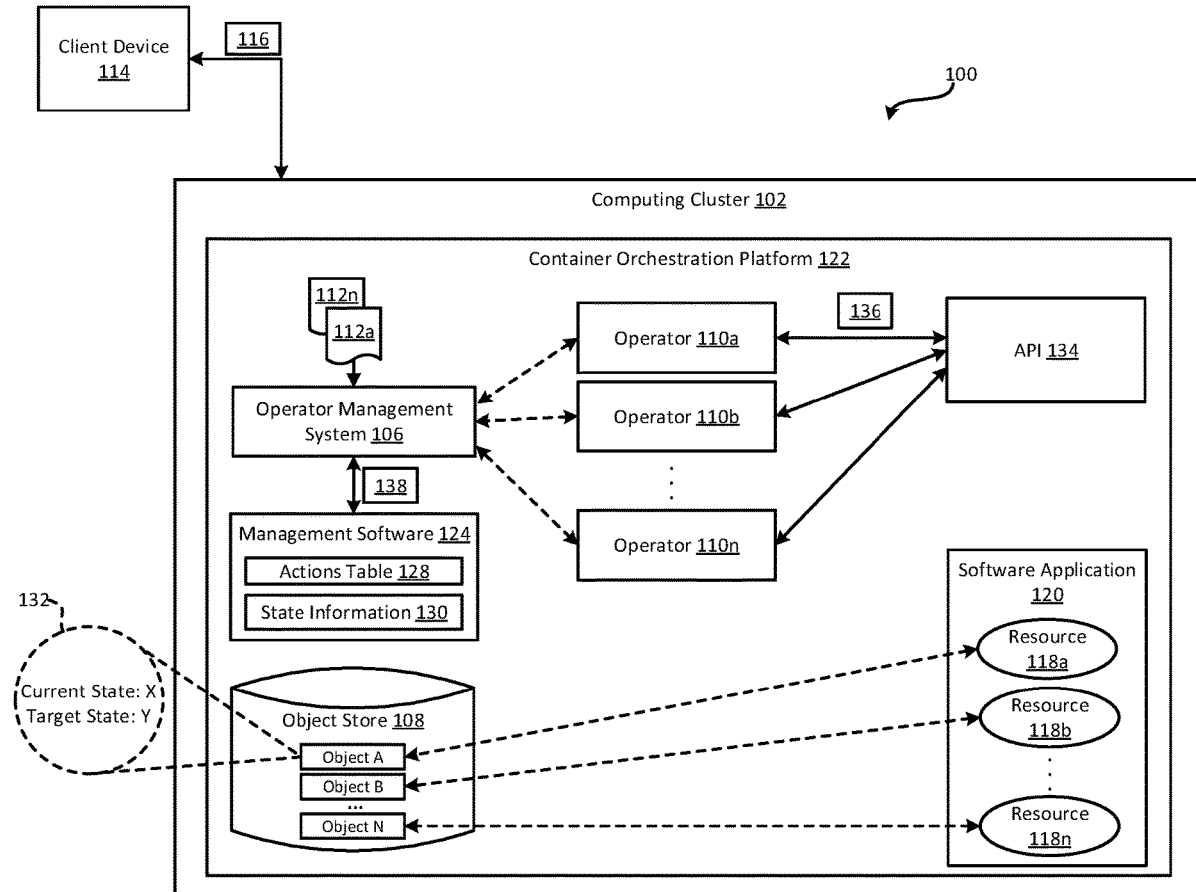 Client Device
114
116
100
Computing Cluster 102
Container Orchestration Platform 122
112n
112a
Operator 110a
136
API 134
Operator Management
System 106
Operator 110b
138
Operator 110n
Management Software 124
Actions Table 128
State Information 130
Software Application
120
132
Current State: X
Target State: Y
Object Store 108
Object A
Object B
...
Object N
Resource
118a
Resource
118b
Resource
118n